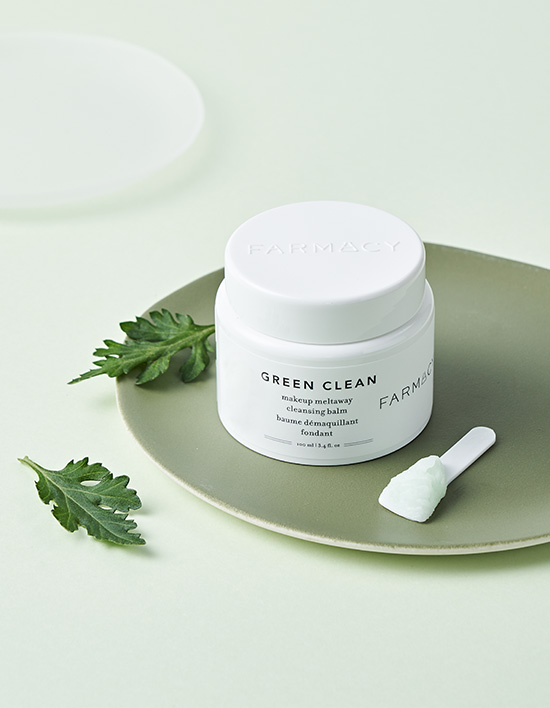 FARMACY
GREEN CLEAN
makeup meltaway
cleansing balm
baume démaquillant
fondant
100 ml | 3.4 fl. oz
FARMACY